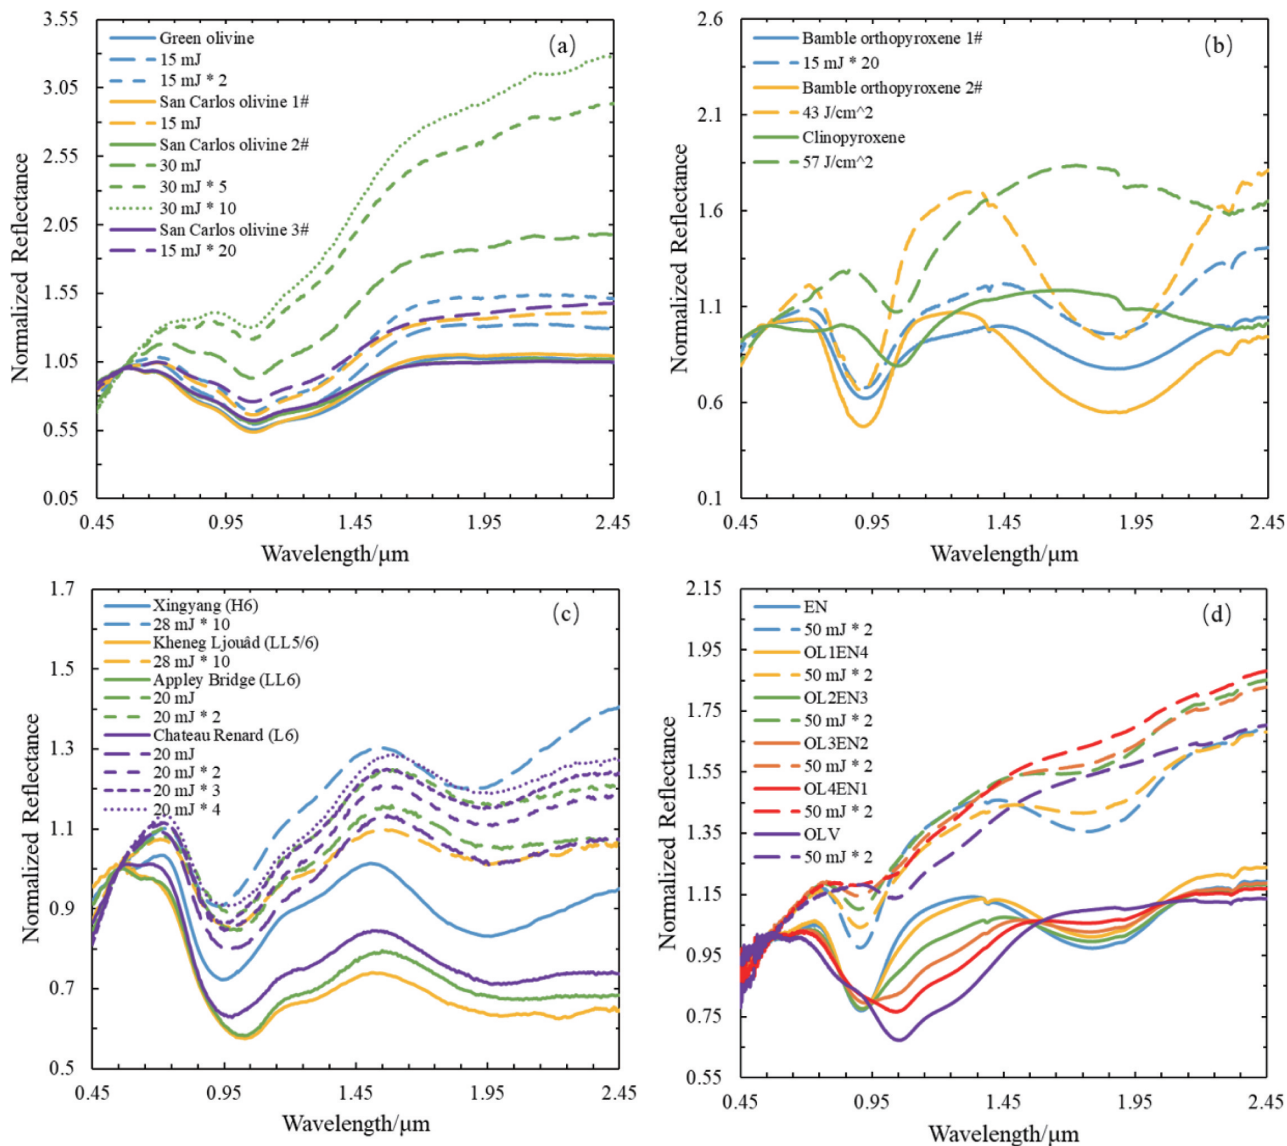 (a)
Green olivine
15 mJ
15 mJ * 2
San Carlos olivine 1#
15 mJ
San Carlos olivine 2#
30 mJ
30 mJ * 5
30 mJ * 10
San Carlos olivine 3#
15 mJ * 20
Normalized Reflectance
3.55
3.05
2.55
2.05
1.55
1.05
0.55
0.05
0.45 0.95 1.45 1.95 2.45
Wavelength/μm
(b)
Bamble orthopyroxene 1#
15 mJ * 20
Bamble orthopyroxene 2#
43 J/cm^2
Clinopyroxene
57 J/cm^2
Normalized Reflectance
2.6
2.1
1.6
1.1
0.6
0.1
0.45 0.95 1.45 1.95 2.45
Wavelength/μm
(c)
Xingyang (H6)
28 mJ * 10
Kheneg Ljouâd (LL5/6)
28 mJ * 10
Appley Bridge (LL6)
20 mJ
20 mJ * 2
Chateau Renard (L6)
20 mJ
20 mJ * 2
20 mJ * 3
20 mJ * 4
Normalized Reflectance
1.7
1.5
1.3
1.1
0.9
0.7
0.5
0.45 0.95 1.45 1.95 2.45
Wavelength/μm
(d)
EN
50 mJ * 2
OL1EN4
50 mJ * 2
OL2EN3
50 mJ * 2
OL3EN2
50 mJ * 2
OL4EN1
50 mJ * 2
OLV
50 mJ * 2
Normalized Reflectance
2.15
1.95
1.75
1.55
1.35
1.15
0.95
0.75
0.55
0.45 0.95 1.45 1.95 2.45
Wavelength/μm